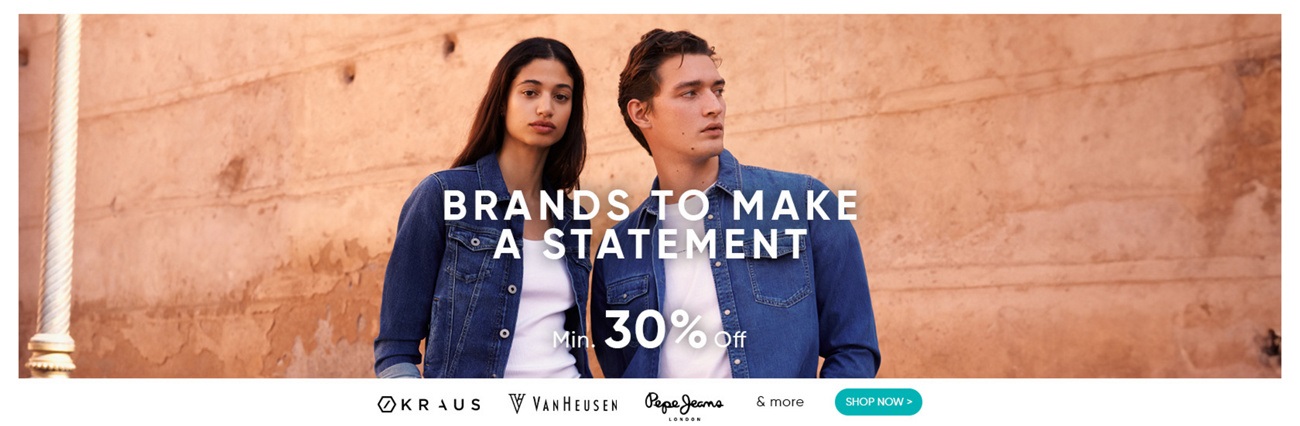 BRANDS TO MAKE
A STATEMENT
Min. 30% Off
KRAUS VANHEUSEN Pepe Jeans LONDON & more SHOP NOW >